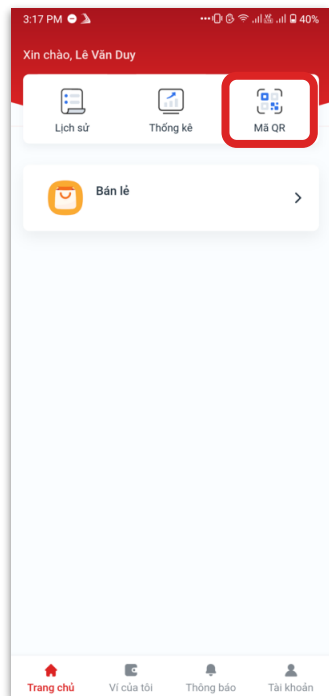 3:17 PM
40%
Xin chào, Lê Văn Duy
Lịch sử
Thống kê
Mã QR
Bán lẻ
Trang chủ
Ví của tôi
Thông báo
Tài khoản